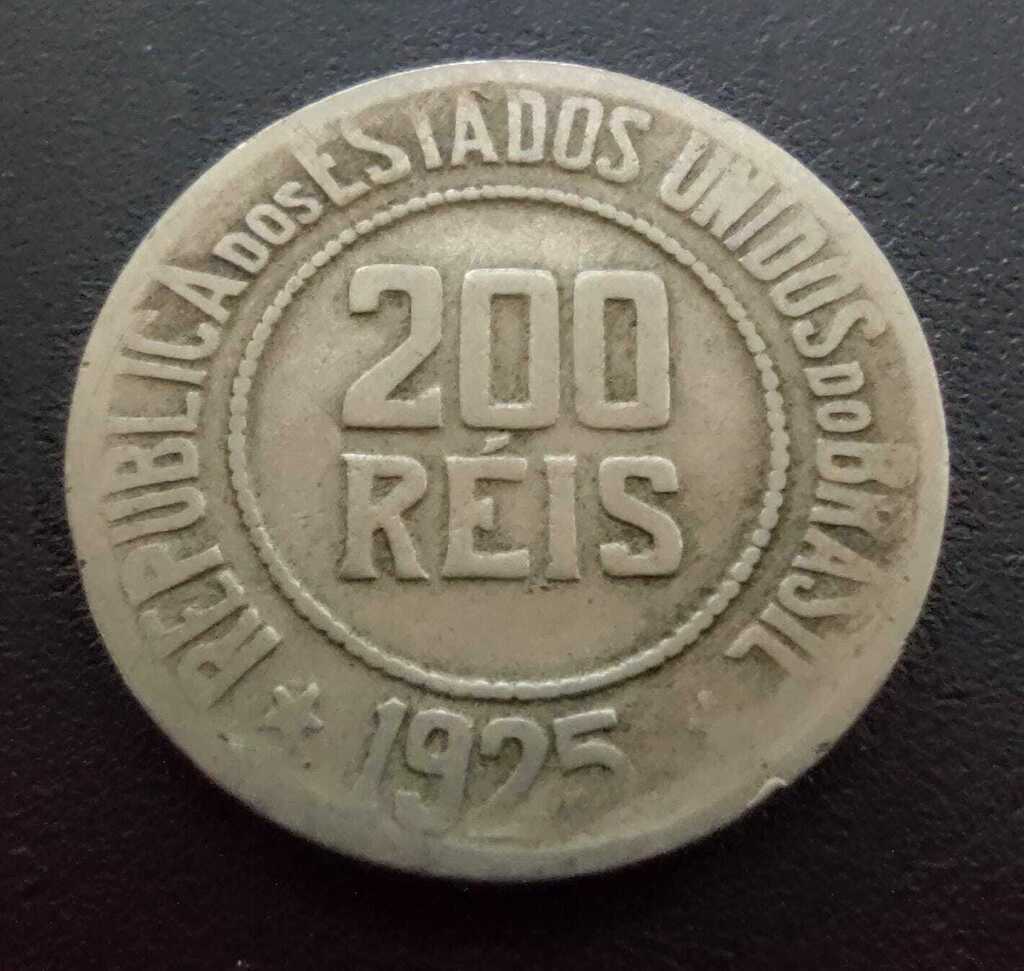 REPUBLICA DOS ESTADOS UNIDOS DO BRASIL
200
RÉIS
1925